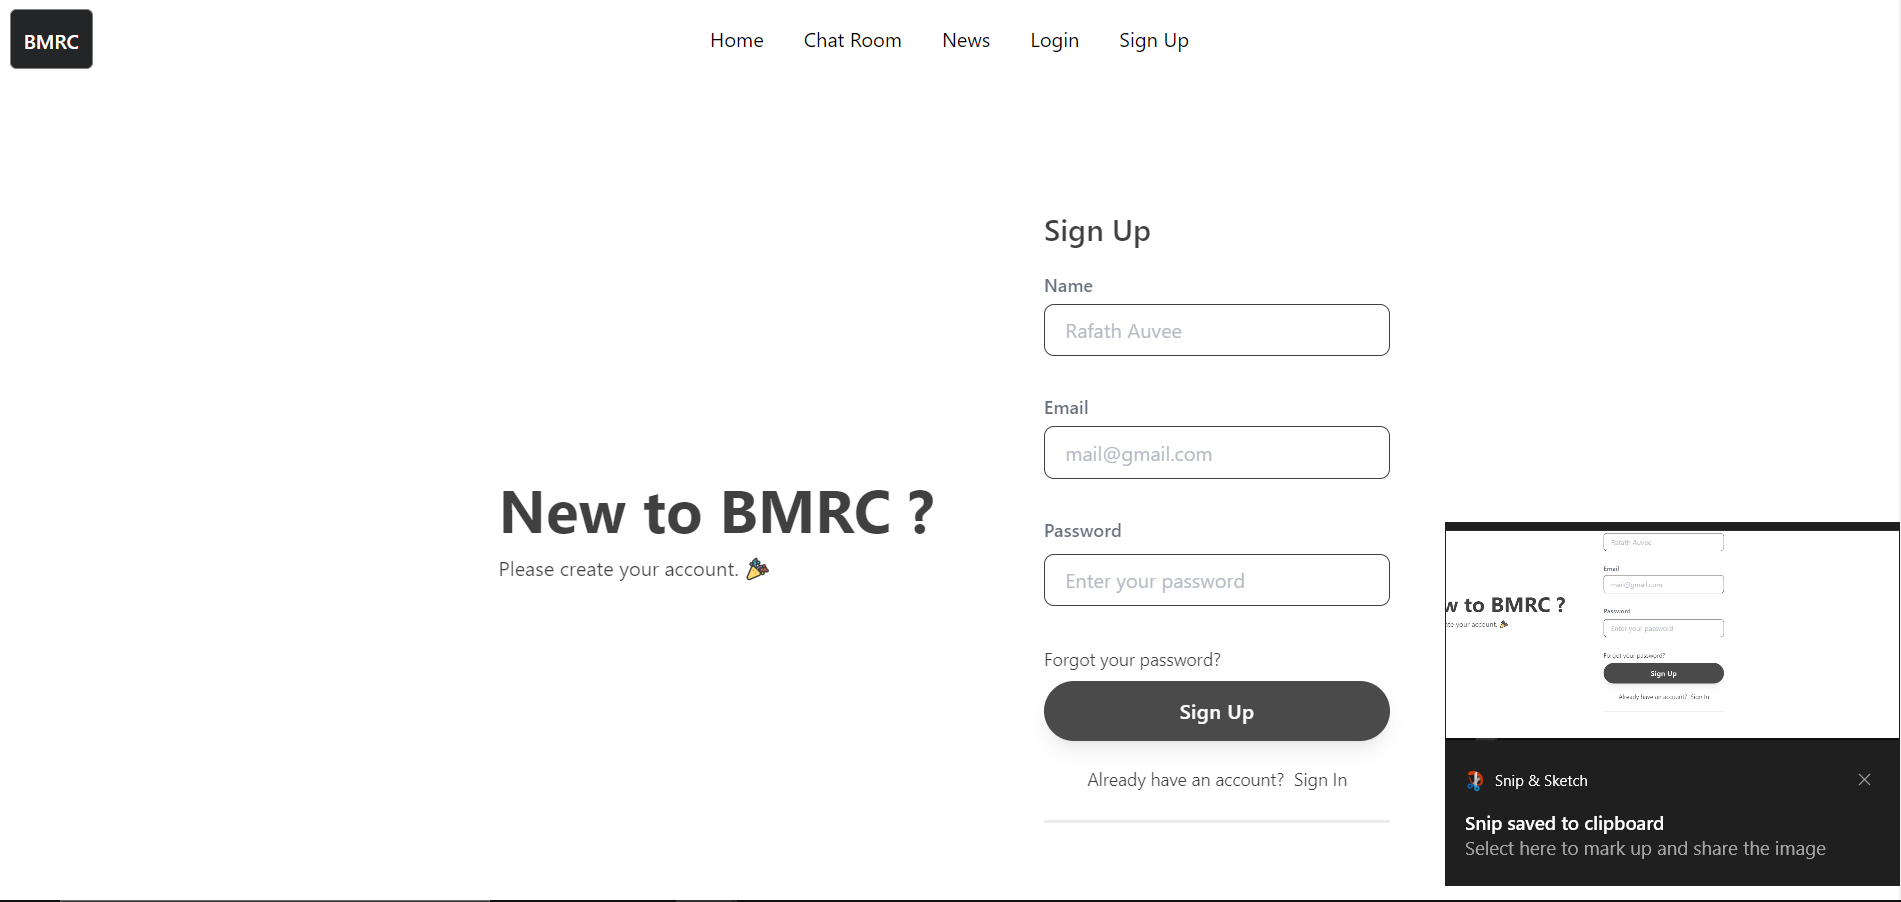 BMRC
Home Chat Room News Login Sign Up
New to BMRC ?
Please create your account. 🎉
Sign Up
Name
Rafath Auvee
Email
mail@gmail.com
Password
Enter your password
Forgot your password?
Sign Up
Already have an account? Sign In
Rafath Auvee
Email
mail@gmail.com
w to BMRC ?
ate your account. 🎉
Password
Enter your password
Forgot your password?
Sign Up
Already have an account? Sign In
Snip & Sketch
Snip saved to clipboard
Select here to mark up and share the image